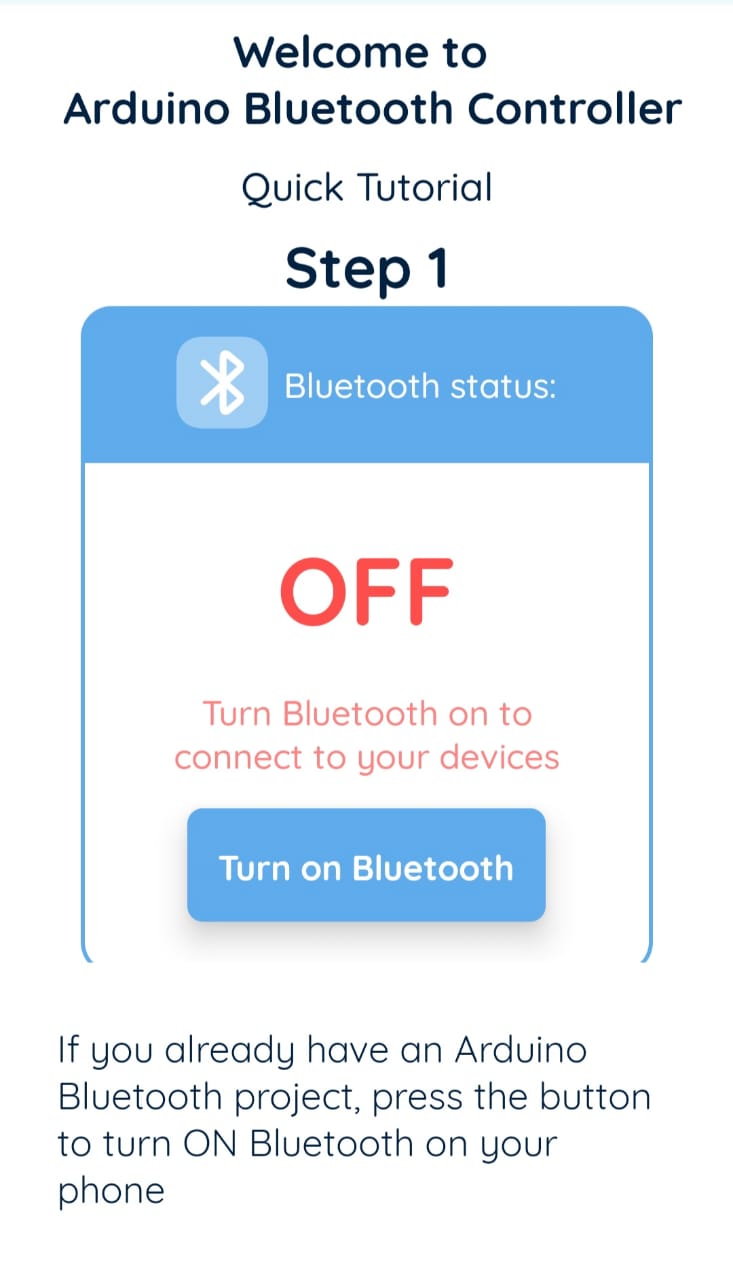 Welcome to
Arduino Bluetooth Controller
Quick Tutorial
Step 1
Bluetooth status:
OFF
Turn Bluetooth on to
connect to your devices
Turn on Bluetooth
If you already have an Arduino
Bluetooth project, press the button
to turn ON Bluetooth on your
phone